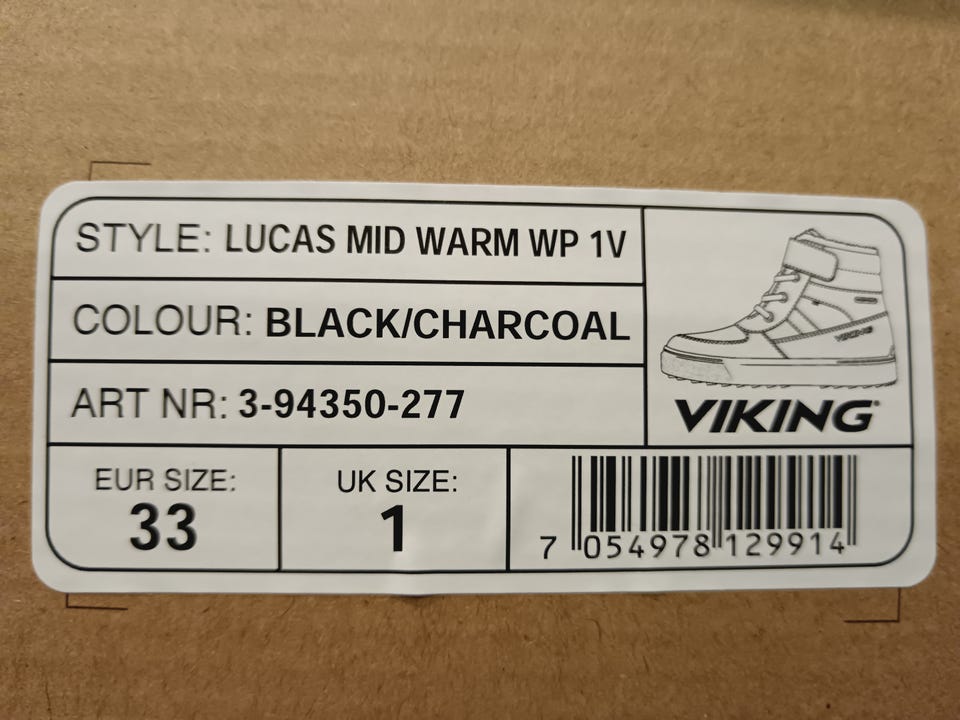 STYLE: LUCAS MID WARM WP 1V
COLOUR: BLACK/CHARCOAL
ART NR: 3-94350-277
VIKING
VIKING
EUR SIZE:
33
UK SIZE:
1
7 054978 129914